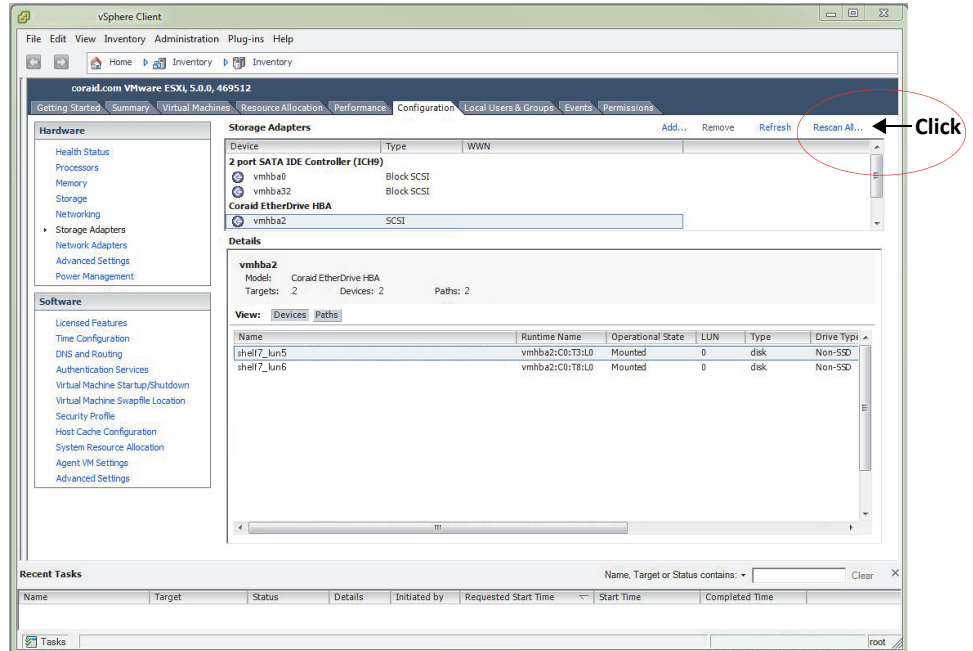 vSphere Client
File Edit View Inventory Administration Plug-ins Help
Home Inventory Inventory
coraid.com VMware ESXi, 5.0.0, 469512
Getting Started Summary Virtual Machines Resource Allocation Performance Configuration Local Users & Groups Events Permissions
Hardware
Health Status
Processors
Memory
Storage
Networking
Storage Adapters
Network Adapters
Advanced Settings
Power Management
Software
Licensed Features
Time Configuration
DNS and Routing
Authentication Services
Virtual Machine Startup/Shutdown
Virtual Machine Swapfile Location
Security Profile
Host Cache Configuration
System Resource Allocation
Agent VM Settings
Advanced Settings
Storage Adapters Add... Remove Refresh Rescan All... Click
Device Type WWN
2 port SATA IDE Controller (ICH9)
vmhba0 Block SCSI
vmhba32 Block SCSI
Coraid EtherDrive HBA
vmhba2 SCSI
Details
vmhba2
Model: Coraid EtherDrive HBA
Targets: 2 Devices: 2 Paths: 2
View: Devices Paths
Name Runtime Name Operational State LUN Type Drive Type
shelf7_lun5 vmhba2:C0:T3:L0 Mounted 0 disk Non-SSD
shelf7_lun6 vmhba2:C0:T8:L0 Mounted 0 disk Non-SSD
Recent Tasks Name, Target or Status contains: Clear
Name Target Status Details Initiated by Requested Start Time Start Time Completed Time
Tasks root